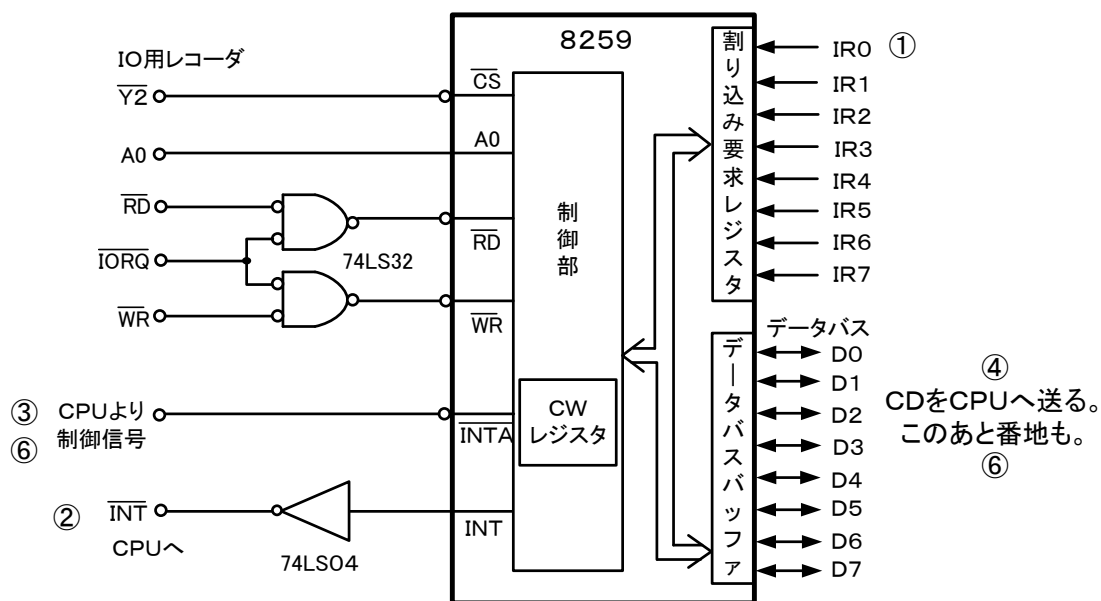 8259
IO用レコーダ
Y2
CS
A0
A0
RD
RD
IORQ
74LS32
WR
WR
③ CPUより
⑥ 制御信号
INTA
② INT
CPUへ
INT
74LS04
制御部
CW
レジスタ
割り込み要求レジスタ
IR0 ①
IR1
IR2
IR3
IR4
IR5
IR6
IR7
データバス
データバスバッファ
D0
D1
D2
D3
D4
D5
D6
D7
④
CDをCPUへ送る。
このあと番地も。
⑥